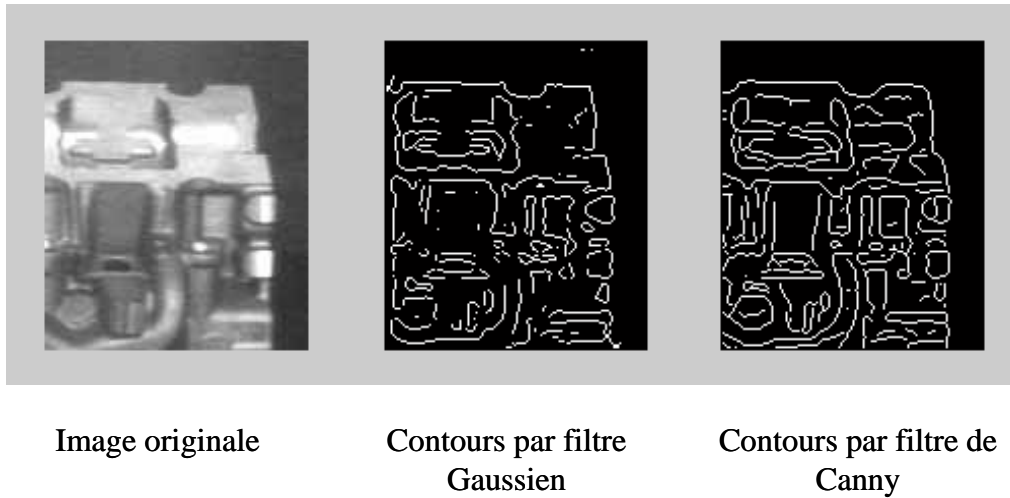 Image originale
Contours par filtre
Gaussien
Contours par filtre de
Canny